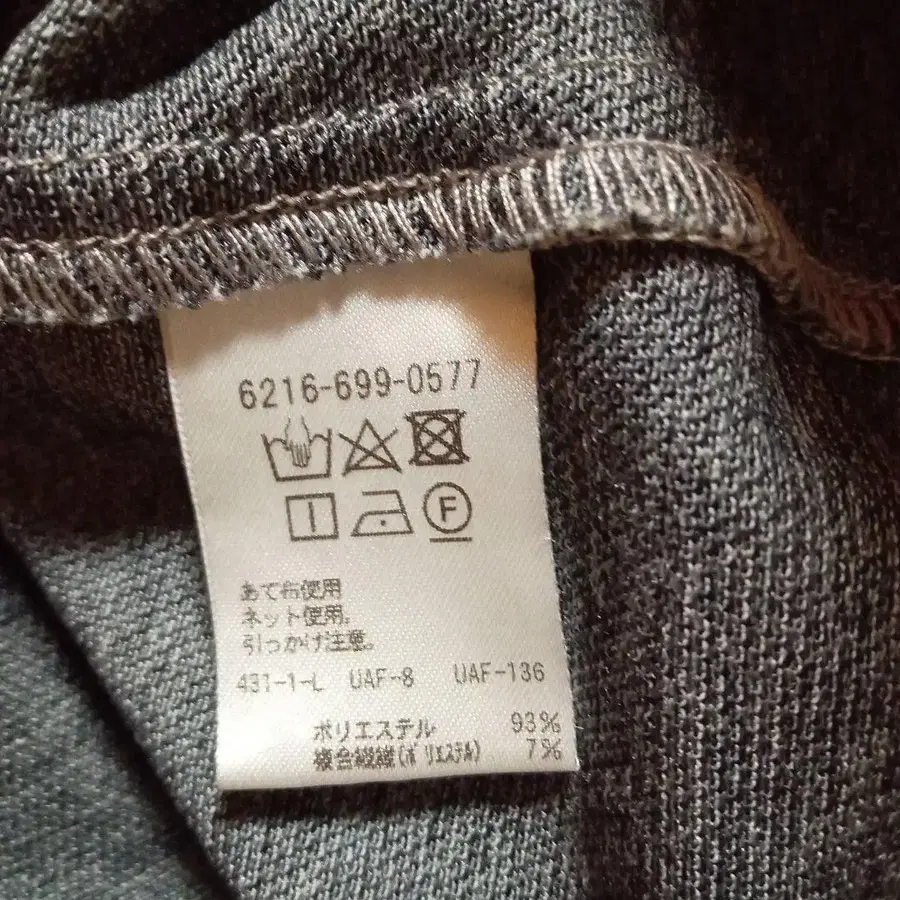 6216-699-0577
F
あて布使用
ネット使用。
引っかけ注意。
431-1-L UAF-8 UAF-136
ポリエステル 93%
複合繊維(ポリエステル) 7%